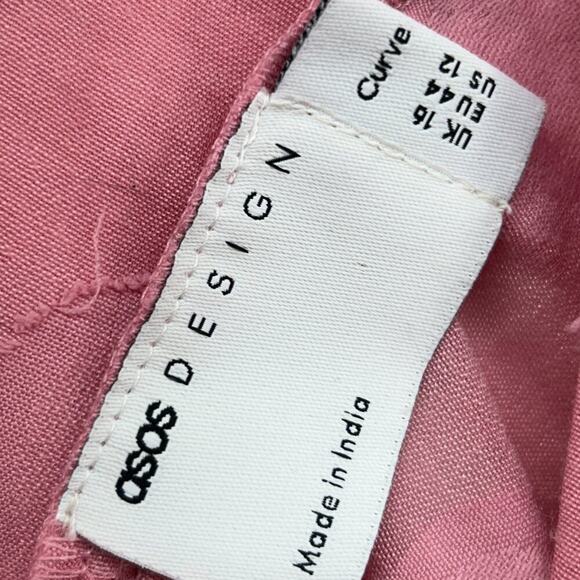 asos DESIGN
Made in India
Curve
UK 16
EU 44
US 12